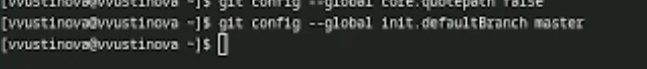 [vvustinova@vvustinova ~]$ git config --global core.quotepath false
[vvustinova@vvustinova ~]$ git config --global init.defaultBranch master
[vvustinova@vvustinova ~]$